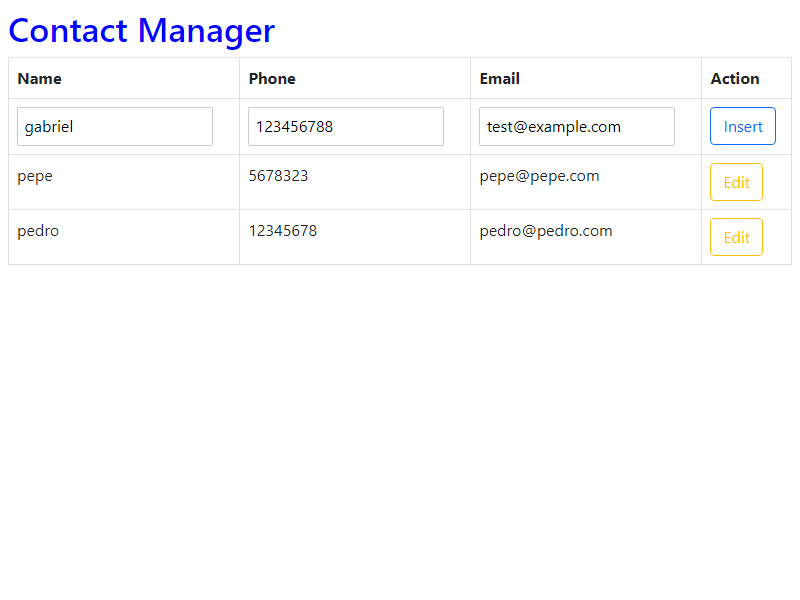 Contact Manager
Name Phone Email Action
gabriel 123456788 test@example.com Insert
pepe 5678323 pepe@pepe.com Edit
pedro 12345678 pedro@pedro.com Edit